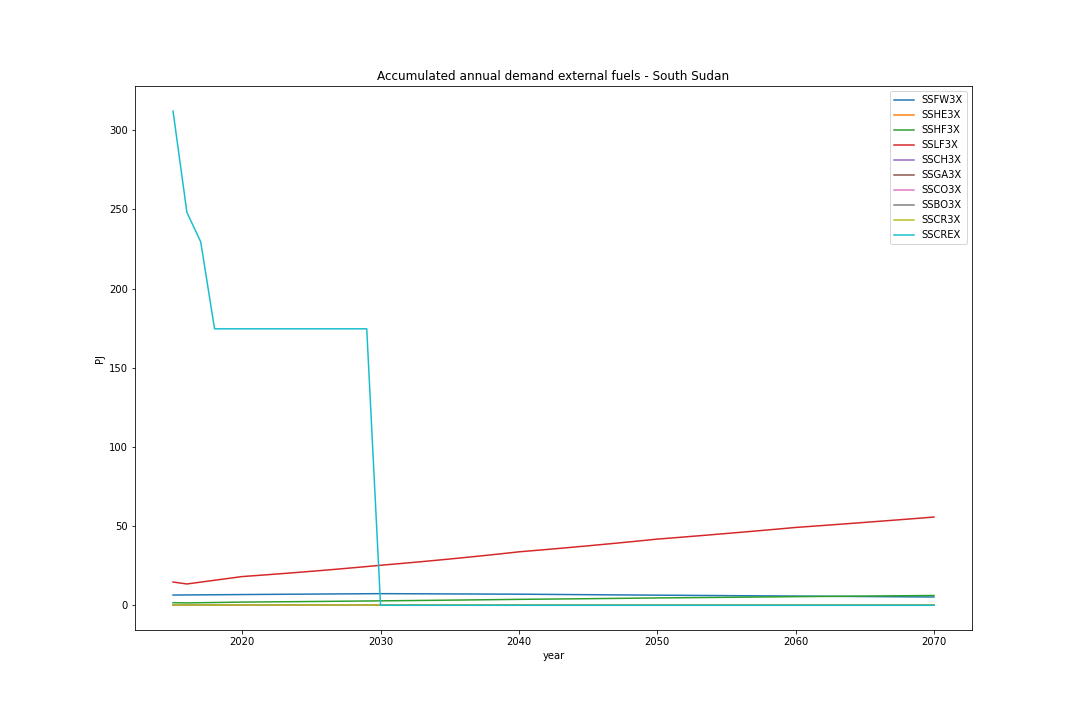 Accumulated annual demand external fuels - South Sudan
SSFW3X
SSHE3X
SSHF3X
SSLF3X
SSCH3X
SSGA3X
SSCO3X
SSBO3X
SSCR3X
SSCREX
300
250
200
150
100
50
0
PJ
2020 2030 2040 2050 2060 2070
year